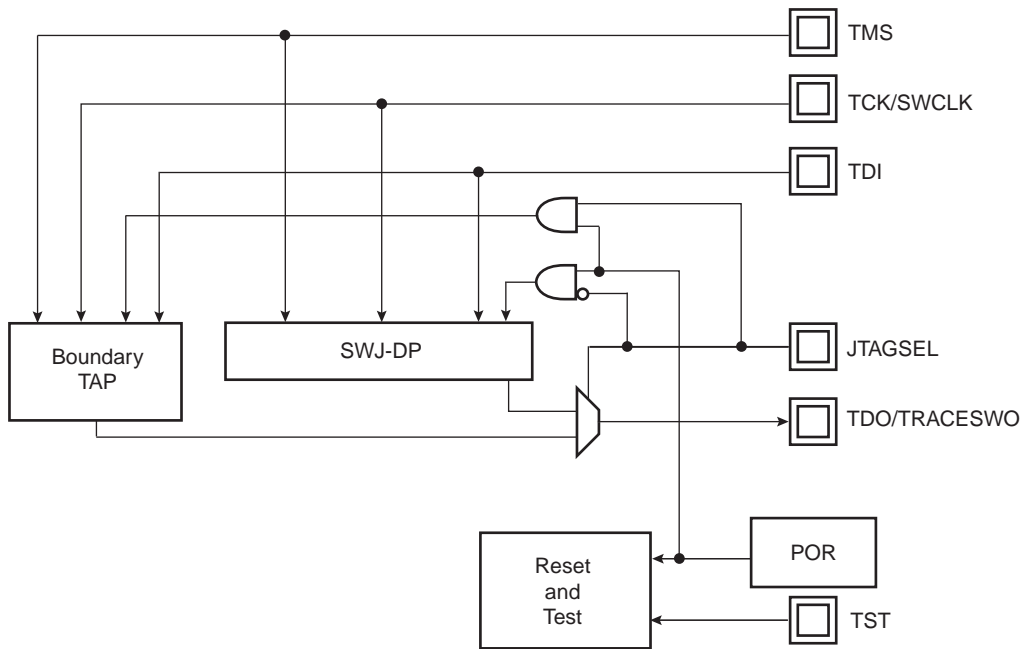 TMS
TCK/SWCLK
TDI
Boundary
TAP
SWJ-DP
JTAGSEL
TDO/TRACESWO
Reset
and
Test
POR
TST